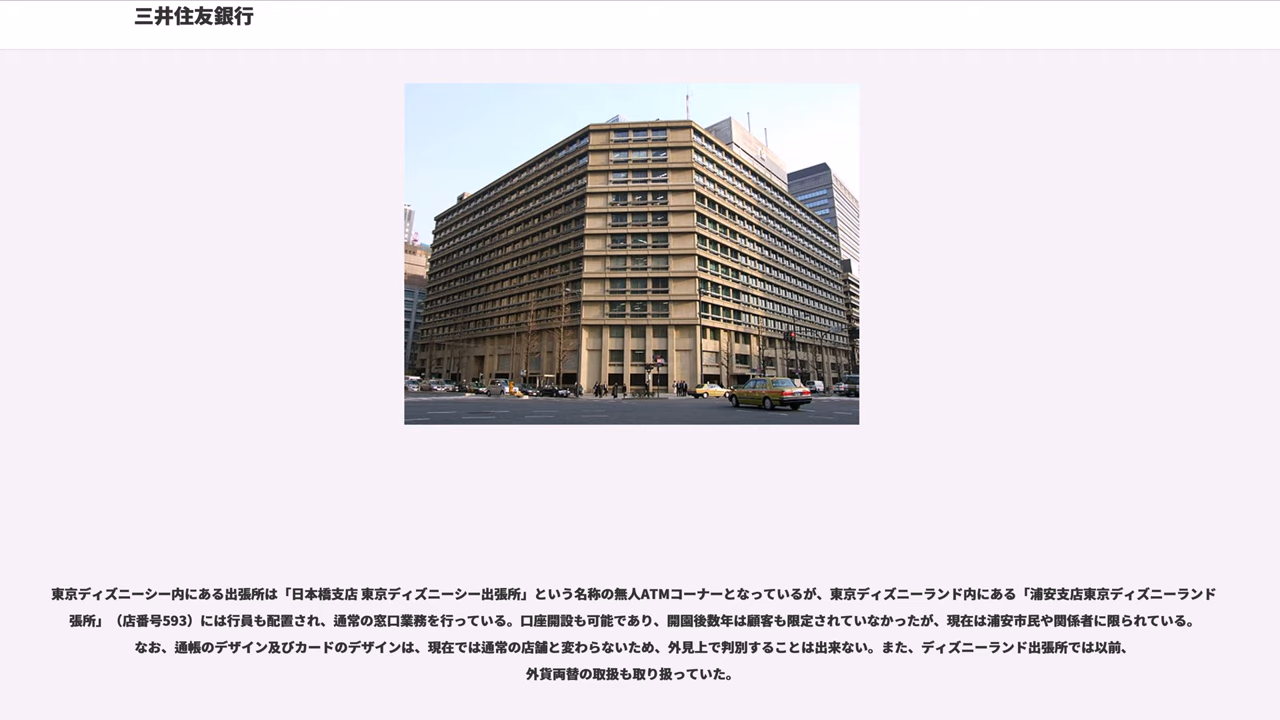 三井住友銀行
東京ディズニーシー内にある出張所は「日本橋支店 東京ディズニーシー出張所」という名称の無人ATMコーナーとなっているが、東京ディズニーランド内にある「浦安支店東京ディズニーランド
張所」（店番号593）には行員も配置され、通常の窓口業務を行っている。口座開設も可能であり、開園後数年は顧客も限定されていなかったが、現在は浦安市民や関係者に限られている。
なお、通帳のデザイン及びカードのデザインは、現在では通常の店舗と変わらないため、外見上で判別することは出来ない。また、ディズニーランド出張所では以前、
外貨両替の取扱も取り扱っていた。